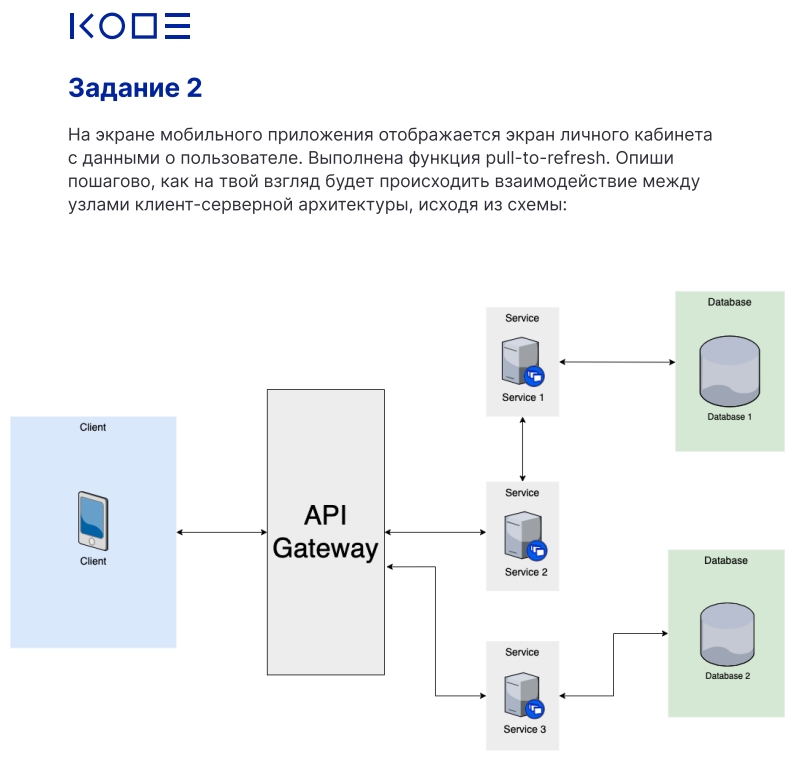 KODE
Задание 2
На экране мобильного приложения отображается экран личного кабинета
с данными о пользователе. Выполнена функция pull-to-refresh. Опиши
пошагово, как на твой взгляд будет происходить взаимодействие между
узлами клиент-серверной архитектуры, исходя из схемы:
Database
Service
Service 1
Database 1
Client
Service
API
Gateway
Client
Service 2
Database
Service
Database 2
Service 3